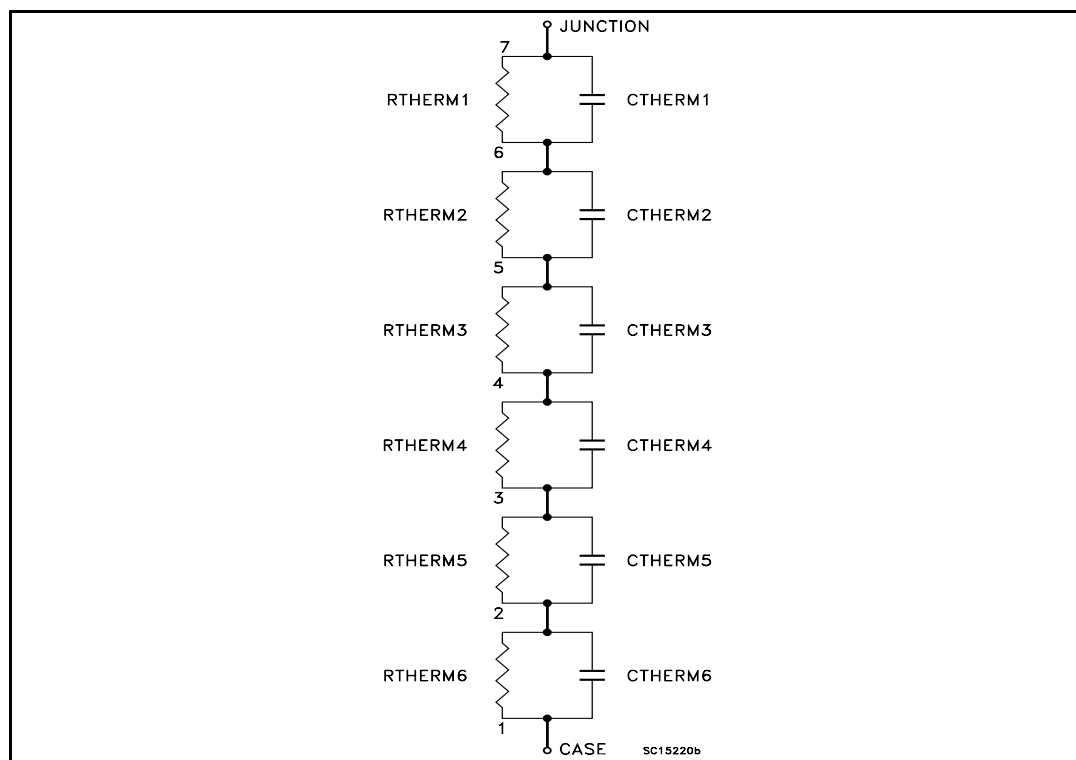 JUNCTION
7
RTHERM1 CTHERM1
6
RTHERM2 CTHERM2
5
RTHERM3 CTHERM3
4
RTHERM4 CTHERM4
3
RTHERM5 CTHERM5
2
RTHERM6 CTHERM6
1
CASE SC15220b